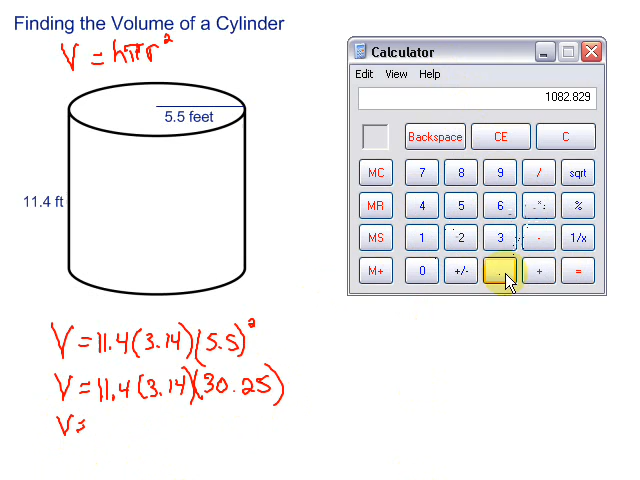 Finding the Volume of a Cylinder
V = hπr²
5.5 feet
11.4 ft
V = 11.4 (3.14) (5.5)²
V = 11.4 (3.14) (30.25)
V =
Calculator
Edit View Help
1082.829
Backspace CE C
MC 7 8 9 / sqrt
MR 4 5 6 * %
MS 1 2 3 - 1/x
M+ 0 +/- . + =